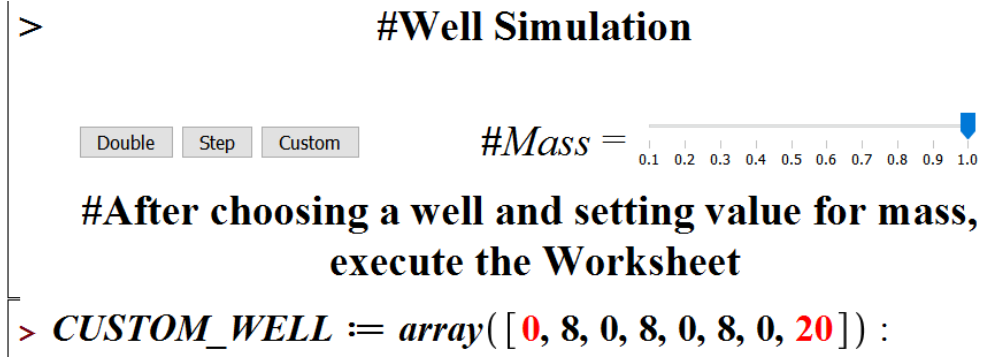 > #Well Simulation
Double Step Custom #Mass =
0.1 0.2 0.3 0.4 0.5 0.6 0.7 0.8 0.9 1.0
#After choosing a well and setting value for mass,
execute the Worksheet
> CUSTOM_WELL := array([0, 8, 0, 8, 0, 8, 0, 20]) :